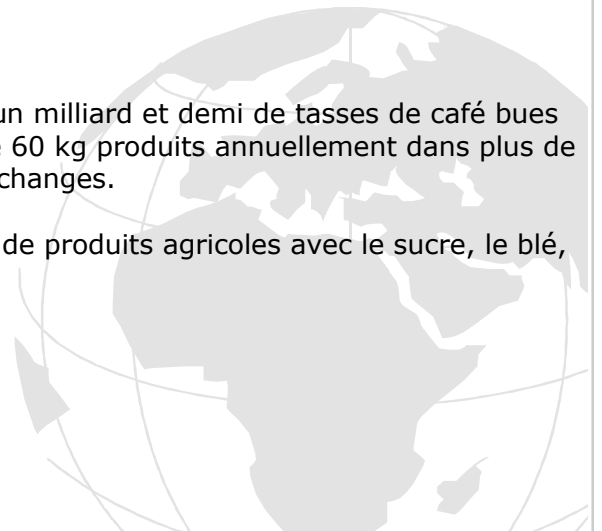 un milliard et demi de tasses de café bues
60 kg produits annuellement dans plus de
changes.
de produits agricoles avec le sucre, le blé,